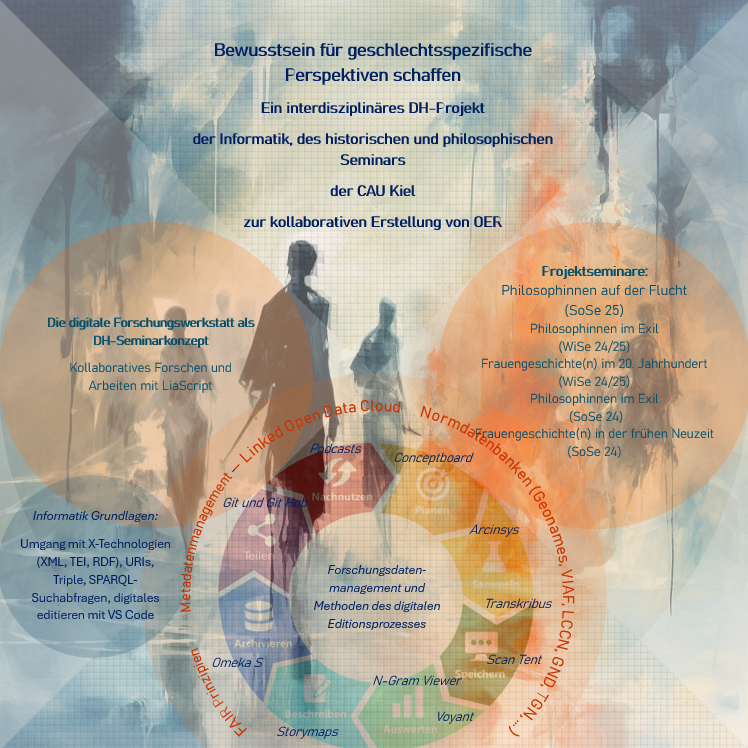 Bewusstsein für geschlechtsspezifische
Perspektiven schaffen
Ein interdisziplinäres DH-Projekt
der Informatik, des historischen und philosophischen
Seminars
der CAU Kiel
zur kollaborativen Erstellung von OER
Die digitale Forschungswerkstatt als
DH-Seminarkonzept
Kollaboratives Forschen und
Arbeiten mit LiaScript
Projektseminare:
Philosophinnen auf der Flucht
(SoSe 25)
Philosophinnen im Exil
(WiSe 24/25)
Frauengeschichte(n) im 20. Jahrhundert
(WiSe 24/25)
Philosophinnen im Exil
(SoSe 24)
Frauengeschichte(n) in der frühen Neuzeit
(SoSe 24)
Informatik Grundlagen:
Umgang mit X-Technologien
(XML, TEI, RDF), URIs,
Triple, SPARQL-
Suchabfragen, digitales
editieren mit VS Code
FAIR Prinzipien
Metadatenmanagement – Linked Open Data Cloud
Normdatenbanken (Geonames, VIAF, LCCN, GND, TGN, ...)
Podcasts
Conceptboard
Nachnutzen
Planen
Git und Git Hub
Arcinsys
Teilen
Forschungsdaten-
management und
Methoden des digitalen
Editionsprozesses
Transkribus
Archivieren
Omeka S
Scan Tent
Speichern
N-Gram Viewer
Beschreiben
Voyant
Auswerten
Storymaps